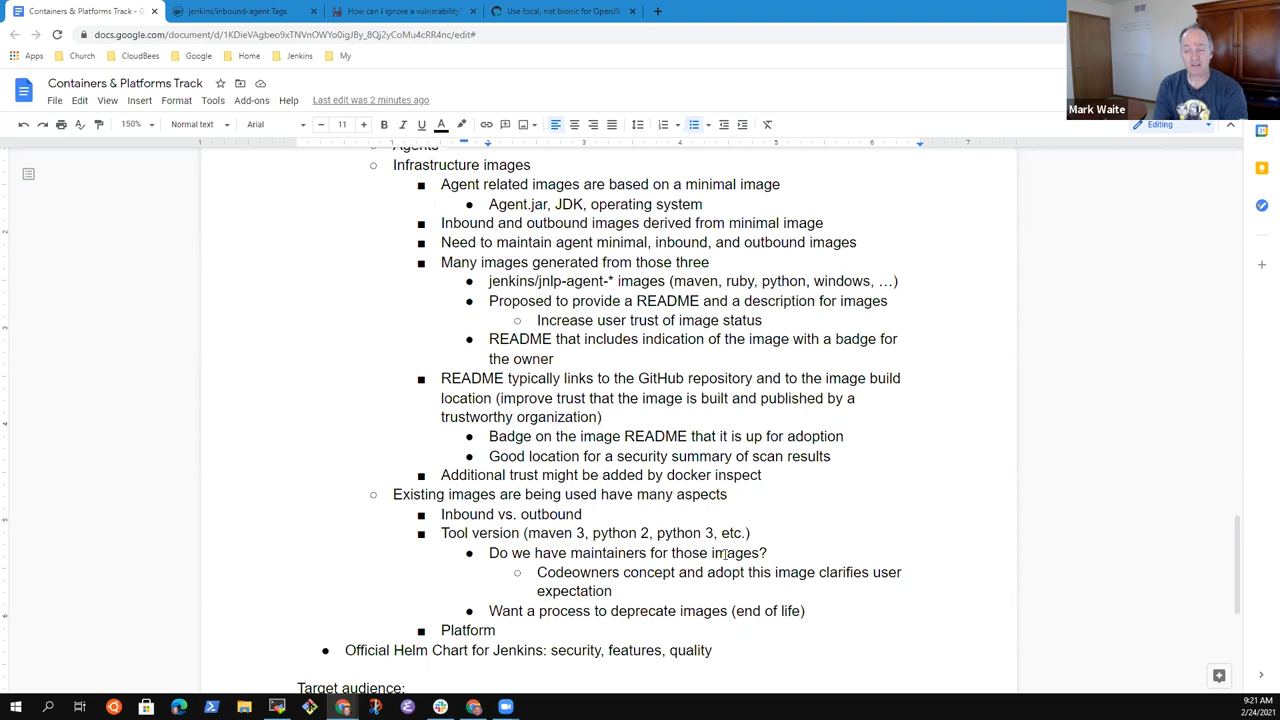 Containers & Platforms Track - G
jenkins/inbound-agent Tags
How can i ignore a vulnerability?
Use focal, not bionic for OpenJS
docs.google.com/document/d/1KDieVAgbeo9xTNVnOWYo0igJBy_8Qj2yCoMu4cRR4nc/edit#
Apps
Church
CloudBees
Google
Home
Jenkins
My
Containers & Platforms Track
File Edit View Insert Format Tools Add-ons Help Last edit was 2 minutes ago
Mark Waite
150% Normal text Arial 11 B I U A Editing
1 1 2 3 4 5 6 7
Agents
Infrastructure images
Agent related images are based on a minimal image
Agent.jar, JDK, operating system
Inbound and outbound images derived from minimal image
Need to maintain agent minimal, inbound, and outbound images
Many images generated from those three
jenkins/jnlp-agent-* images (maven, ruby, python, windows, …)
Proposed to provide a README and a description for images
Increase user trust of image status
README that includes indication of the image with a badge for
the owner
README typically links to the GitHub repository and to the image build
location (improve trust that the image is built and published by a
trustworthy organization)
Badge on the image README that it is up for adoption
Good location for a security summary of scan results
Additional trust might be added by docker inspect
Existing images are being used have many aspects
Inbound vs. outbound
Tool version (maven 3, python 2, python 3, etc.)
Do we have maintainers for those images?
Codeowners concept and adopt this image clarifies user
expectation
Want a process to deprecate images (end of life)
Platform
Official Helm Chart for Jenkins: security, features, quality
Target audience:
9:21 AM
2/24/2021